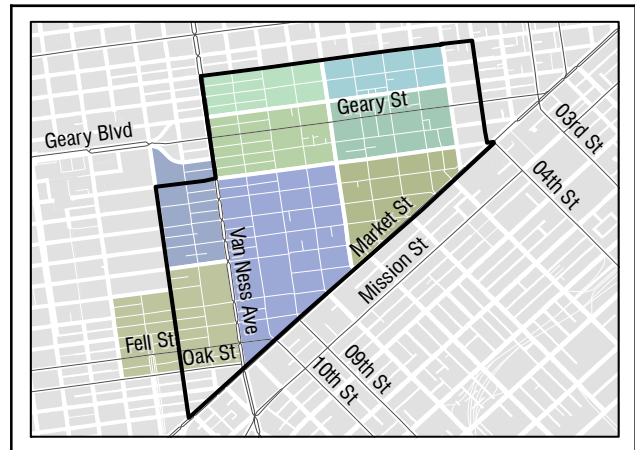 Geary St
03rd St
Geary Blvd
04th St
Market St
Mission St
Van Ness Ave
Fell St
Oak St
09th St
10th St